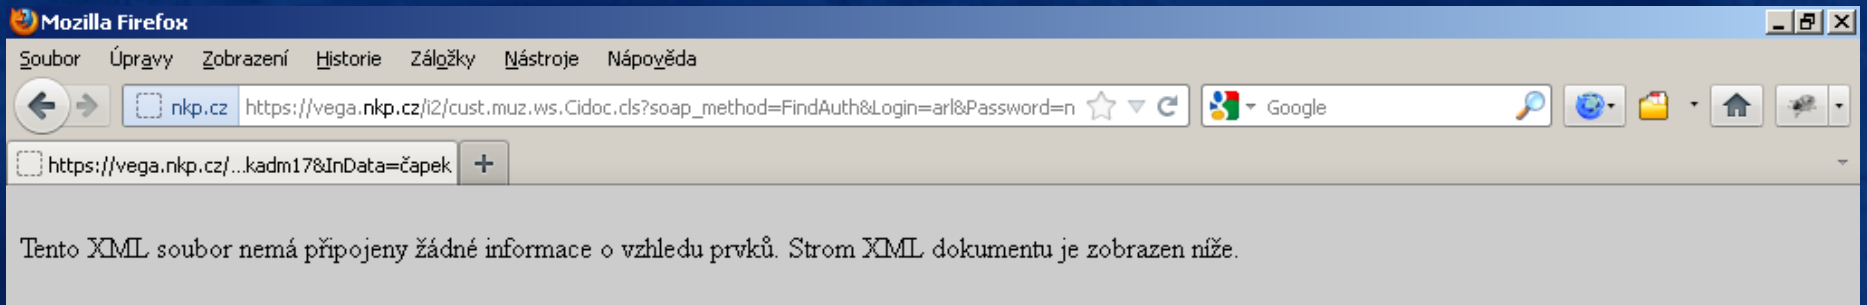 Mozilla Firefox
Soubor Úpravy Zobrazení Historie Záložky Nástroje Nápověda
nkp.cz https://vega.nkp.cz/i2/cust.muz.ws.Cidoc.cls?soap_method=FindAuth&Login=arl&Password=n Google
https://vega.nkp.cz/...kadm17&InData=čapek
Tento XML soubor nemá připojeny žádné informace o vzhledu prvků. Strom XML dokumentu je zobrazen níže.